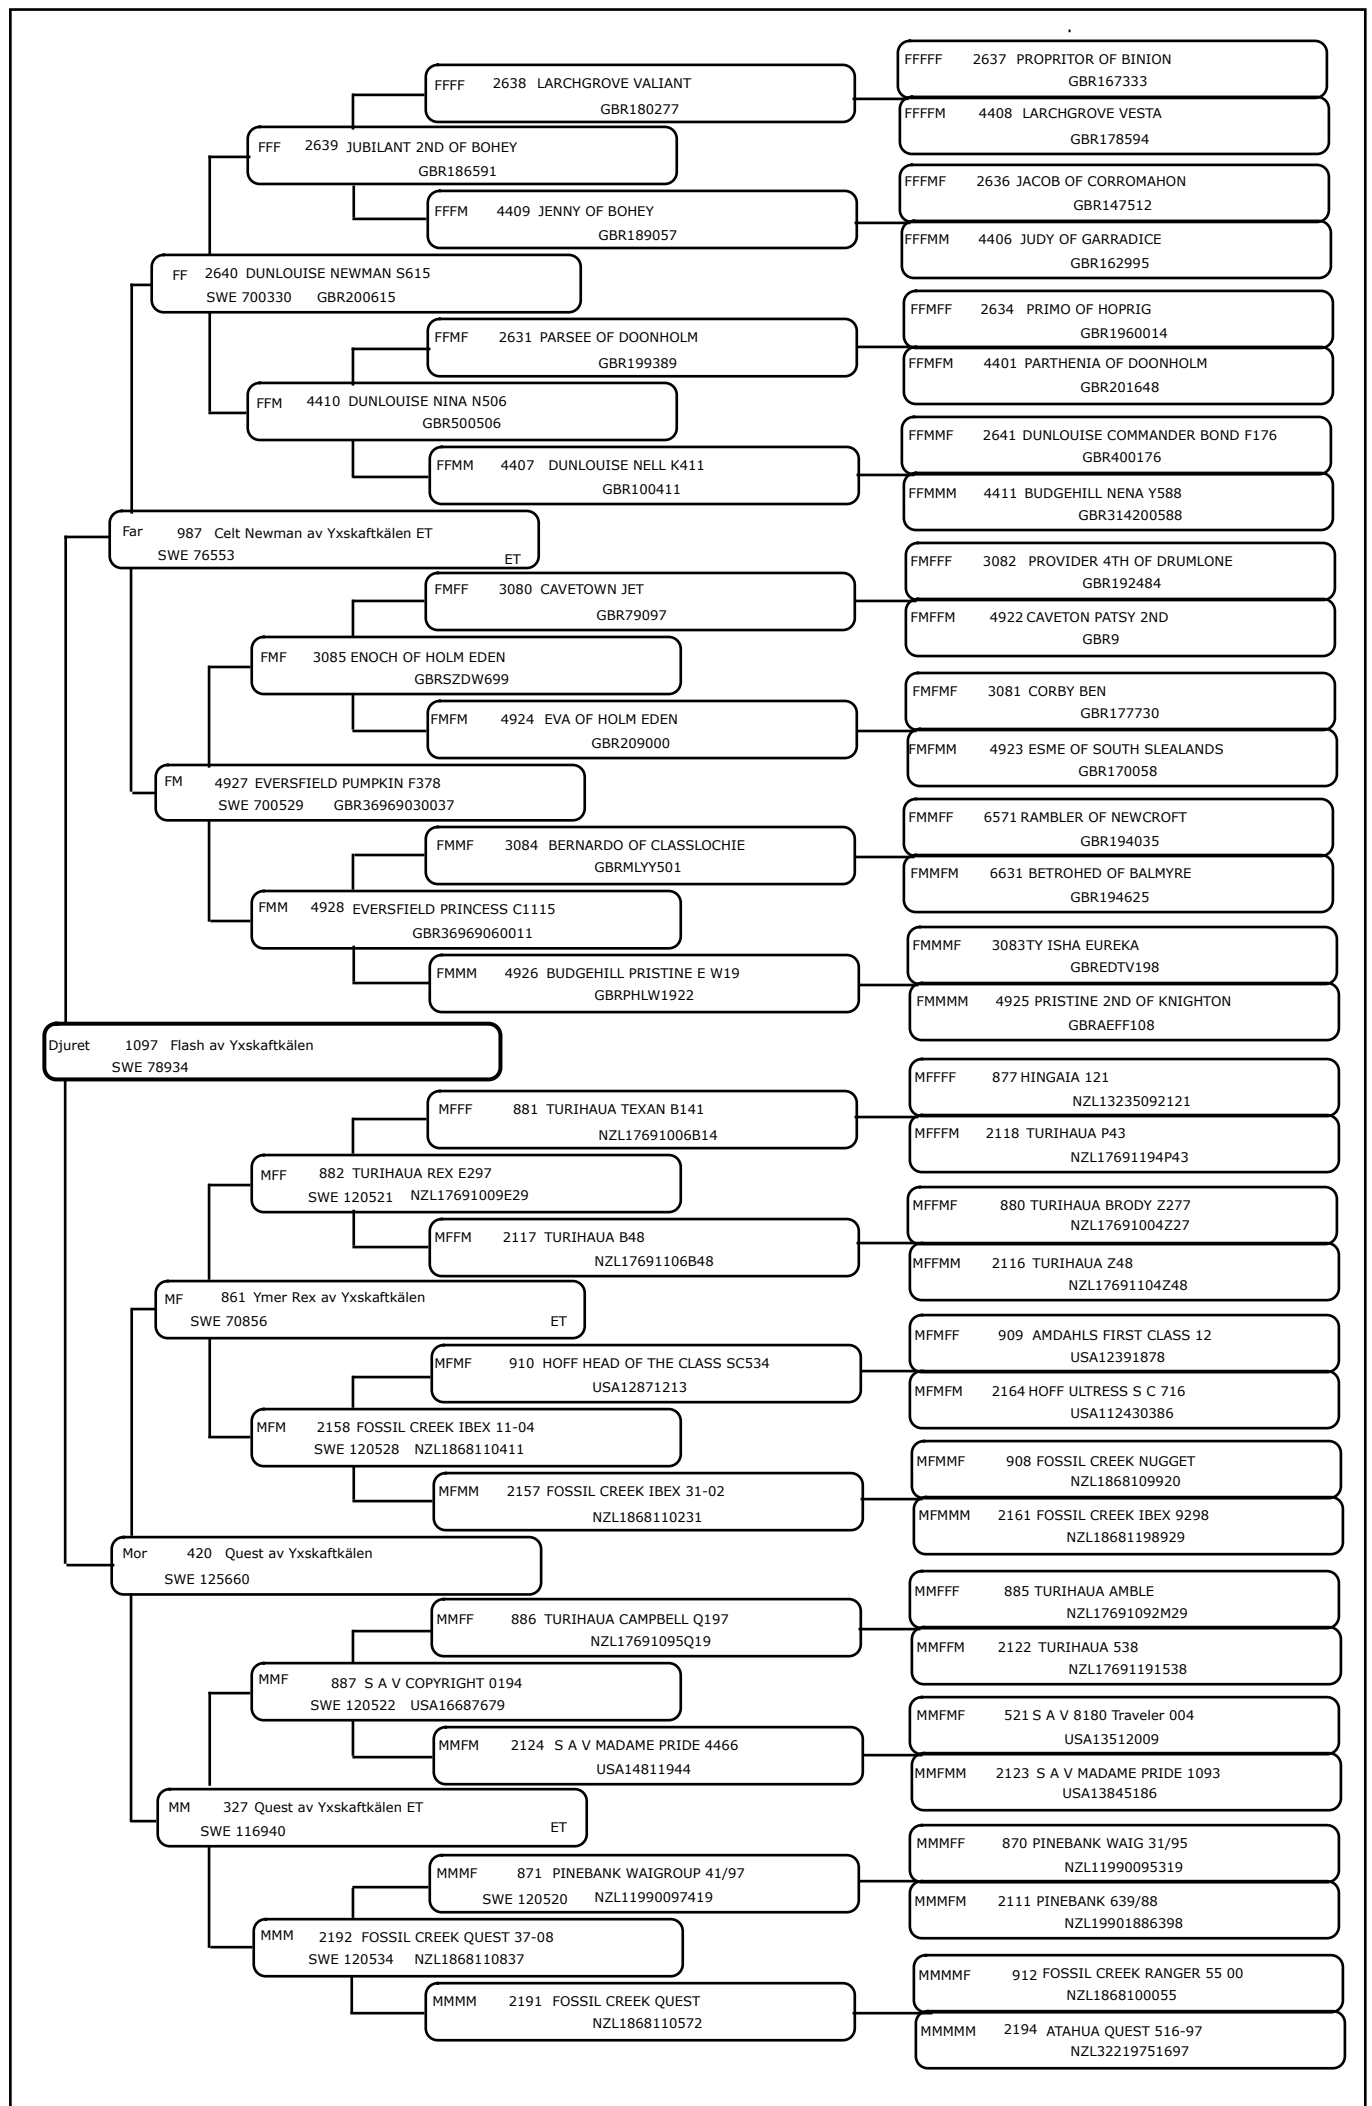 FFFFF 2637 PROPRITOR OF BINION
GBR167333
FFFF 2638 LARCHGROVE VALIANT
GBR180277
FFFFM 4408 LARCHGROVE VESTA
GBR178594
FFF 2639 JUBILANT 2ND OF BOHEY
GBR186591
FFFMF 2636 JACOB OF CORROMAHON
GBR147512
FFFM 4409 JENNY OF BOHEY
GBR189057
FFFMM 4406 JUDY OF GARRADICE
GBR162995
FF 2640 DUNLOUISE NEWMAN S615
SWE 700330 GBR200615
FFMFF 2634 PRIMO OF HOPRIG
GBR1960014
FFMF 2631 PARSEE OF DOONHOLM
GBR199389
FFMFM 4401 PARTHENIA OF DOONHOLM
GBR201648
FFM 4410 DUNLOUISE NINA N506
GBR500506
FFMMF 2641 DUNLOUISE COMMANDER BOND F176
GBR400176
FFMM 4407 DUNLOUISE NELL K411
GBR100411
FFMMM 4411 BUDGEHILL NENA Y588
GBR314200588
Far 987 Celt Newman av Yxskaftkälen ET
SWE 76553 ET
FMFFF 3082 PROVIDER 4TH OF DRUMLONE
GBR192484
FMFF 3080 CAVETOWN JET
GBR79097
FMFFM 4922 CAVETON PATSY 2ND
GBR9
FMF 3085 ENOCH OF HOLM EDEN
GBRSZDW699
FMFMF 3081 CORBY BEN
GBR177730
FMFM 4924 EVA OF HOLM EDEN
GBR209000
FMFMM 4923 ESME OF SOUTH SLEALANDS
GBR170058
FM 4927 EVERSFIELD PUMPKIN F378
SWE 700529 GBR36969030037
FMMFF 6571 RAMBLER OF NEWCROFT
GBR194035
FMMF 3084 BERNARDO OF CLASSLOCHIE
GBRMLYY501
FMMFM 6631 BETROHED OF BALMYRE
GBR194625
FMM 4928 EVERSFIELD PRINCESS C1115
GBR36969060011
FMMMF 3083TY ISHA EUREKA
GBREDTV198
FMMM 4926 BUDGEHILL PRISTINE E W19
GBRPHLW1922
FMMMM 4925 PRISTINE 2ND OF KNIGHTON
GBRAEFF108
Djuret 1097 Flash av Yxskaftkälen
SWE 78934
MFFFF 877 HINGAIA 121
NZL13235092121
MFFF 881 TURIHAUA TEXAN B141
NZL17691006B14
MFFFM 2118 TURIHAUA P43
NZL17691194P43
MFF 882 TURIHAUA REX E297
SWE 120521 NZL17691009E29
MFFMF 880 TURIHAUA BRODY Z277
NZL17691004Z27
MFFM 2117 TURIHAUA B48
NZL17691106B48
MFFMM 2116 TURIHAUA Z48
NZL17691104Z48
MF 861 Ymer Rex av Yxskaftkälen
SWE 70856 ET
MFMFF 909 AMDAHLS FIRST CLASS 12
USA12391878
MFMF 910 HOFF HEAD OF THE CLASS SC534
USA12871213
MFMFM 2164 HOFF ULTRESS S C 716
USA112430386
MFM 2158 FOSSIL CREEK IBEX 11-04
SWE 120528 NZL1868110411
MFMMF 908 FOSSIL CREEK NUGGET
NZL1868109920
MFMM 2157 FOSSIL CREEK IBEX 31-02
NZL1868110231
MFMMM 2161 FOSSIL CREEK IBEX 9298
NZL18681198929
Mor 420 Quest av Yxskaftkälen
SWE 125660
MMFFF 885 TURIHAUA AMBLE
NZL17691092M29
MMFF 886 TURIHAUA CAMPBELL Q197
NZL17691095Q19
MMFFM 2122 TURIHAUA 538
NZL17691191538
MMF 887 S A V COPYRIGHT 0194
SWE 120522 USA16687679
MMFMF 521 S A V 8180 Traveler 004
USA13512009
MMFM 2124 S A V MADAME PRIDE 4466
USA14811944
MMFMM 2123 S A V MADAME PRIDE 1093
USA13845186
MM 327 Quest av Yxskaftkälen ET
SWE 116940 ET
MMMFF 870 PINEBANK WAIG 31/95
NZL11990095319
MMMF 871 PINEBANK WAIGROUP 41/97
SWE 120520 NZL11990097419
MMMFM 2111 PINEBANK 639/88
NZL19901886398
MMM 2192 FOSSIL CREEK QUEST 37-08
SWE 120534 NZL1868110837
MMMMF 912 FOSSIL CREEK RANGER 55 00
NZL1868100055
MMMM 2191 FOSSIL CREEK QUEST
NZL1868110572
MMMMM 2194 ATAHUA QUEST 516-97
NZL32219751697